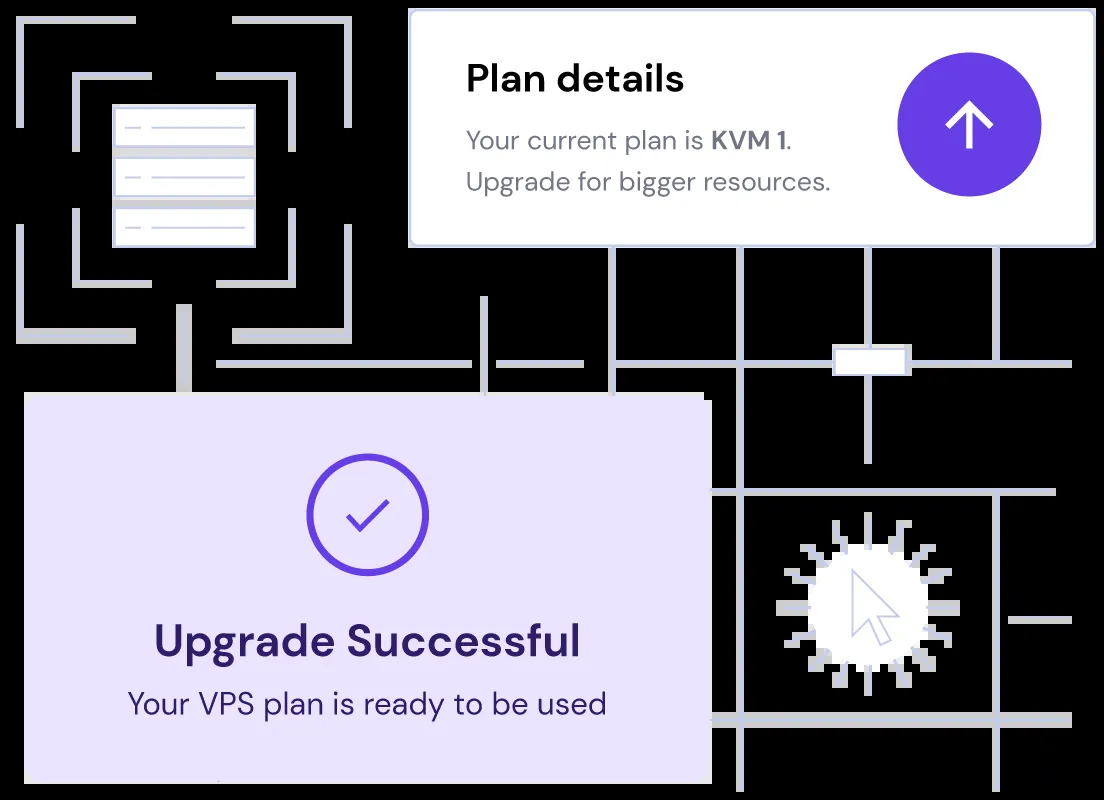 Plan details
Your current plan is KVM 1.
Upgrade for bigger resources.
Upgrade Successful
Your VPS plan is ready to be used